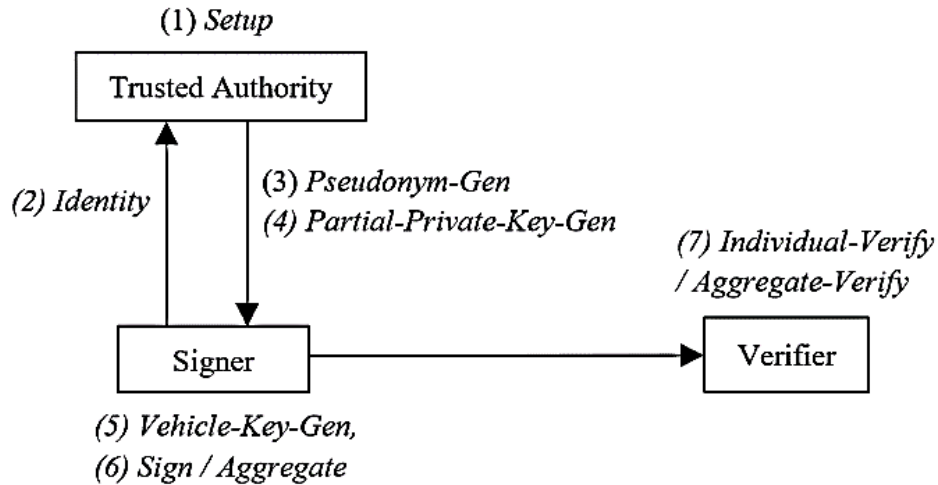 (1) Setup
Trusted Authority
(2) Identity
(3) Pseudonym-Gen
(4) Partial-Private-Key-Gen
(7) Individual-Verify
/ Aggregate-Verify
Signer
Verifier
(5) Vehicle-Key-Gen,
(6) Sign / Aggregate